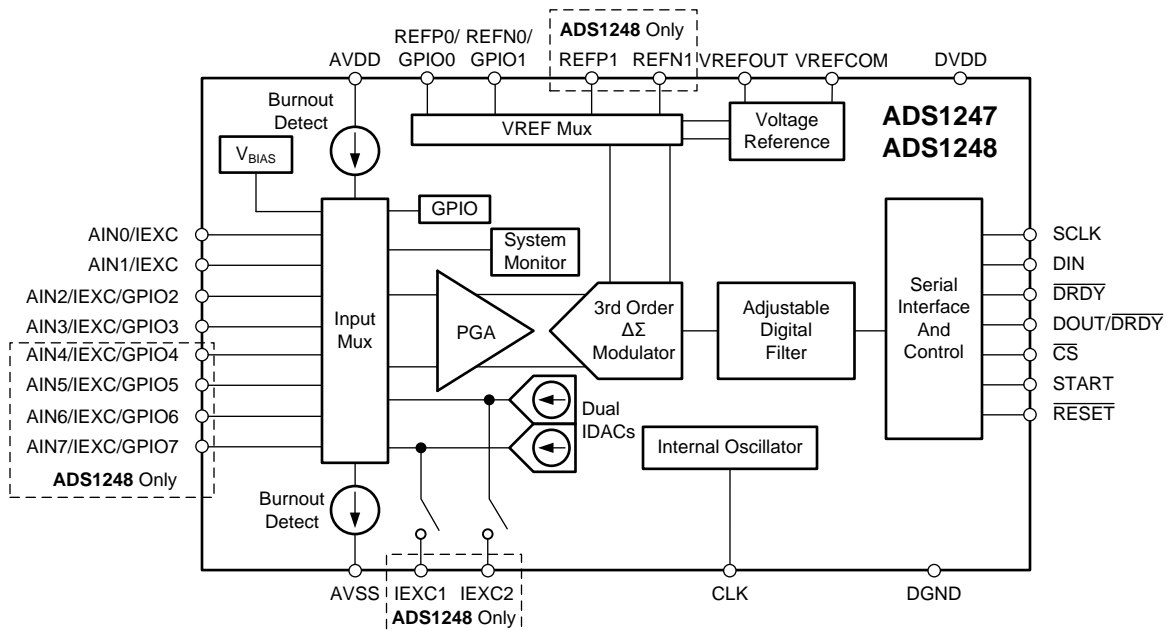 ADS1248 Only
REFP0/ REFN0/
GPIO0 GPIO1 REFP1 REFN1 VREFOUT VREFCOM
AVDD DVDD
Burnout
Detect
VREF Mux
Voltage
Reference
ADS1247
ADS1248
VBIAS
GPIO
System
Monitor
AIN0/IEXC
AIN1/IEXC
AIN2/IEXC/GPIO2
AIN3/IEXC/GPIO3
AIN4/IEXC/GPIO4
AIN5/IEXC/GPIO5
AIN6/IEXC/GPIO6
AIN7/IEXC/GPIO7
ADS1248 Only
Input
Mux
PGA
3rd Order
ΔΣ
Modulator
Adjustable
Digital
Filter
Serial
Interface
And
Control
SCLK
DIN
DRDY
DOUT/DRDY
CS
START
RESET
Dual
IDACs
Internal Oscillator
Burnout
Detect
AVSS IEXC1 IEXC2 CLK DGND
ADS1248 Only